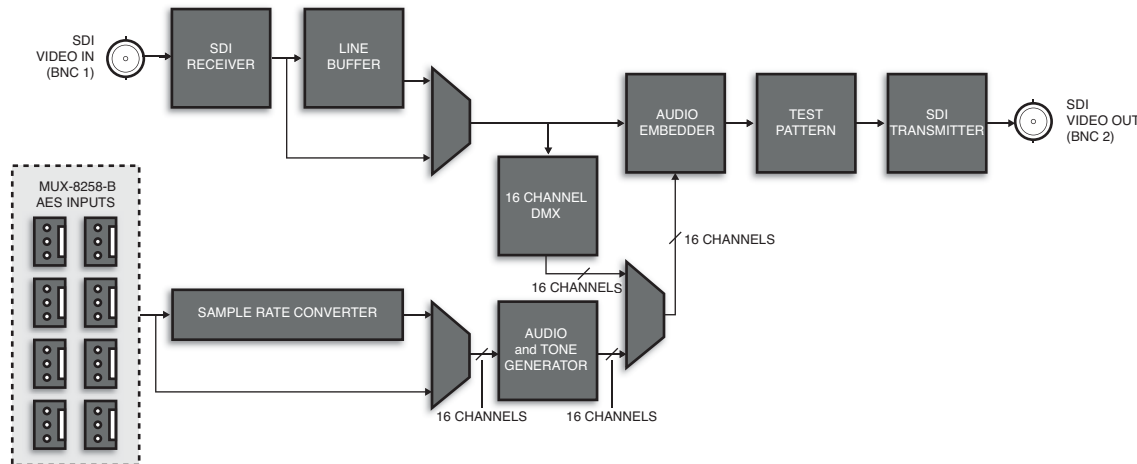 SDI
VIDEO IN
(BNC 1)
SDI
RECEIVER
LINE
BUFFER
AUDIO
EMBEDDER
TEST
PATTERN
SDI
TRANSMITTER
SDI
VIDEO OUT
(BNC 2)
MUX-8258-B
AES INPUTS
16 CHANNEL
DMX
16 CHANNELS
16 CHANNELS
SAMPLE RATE CONVERTER
AUDIO
and TONE
GENERATOR
16 CHANNELS
16 CHANNELS